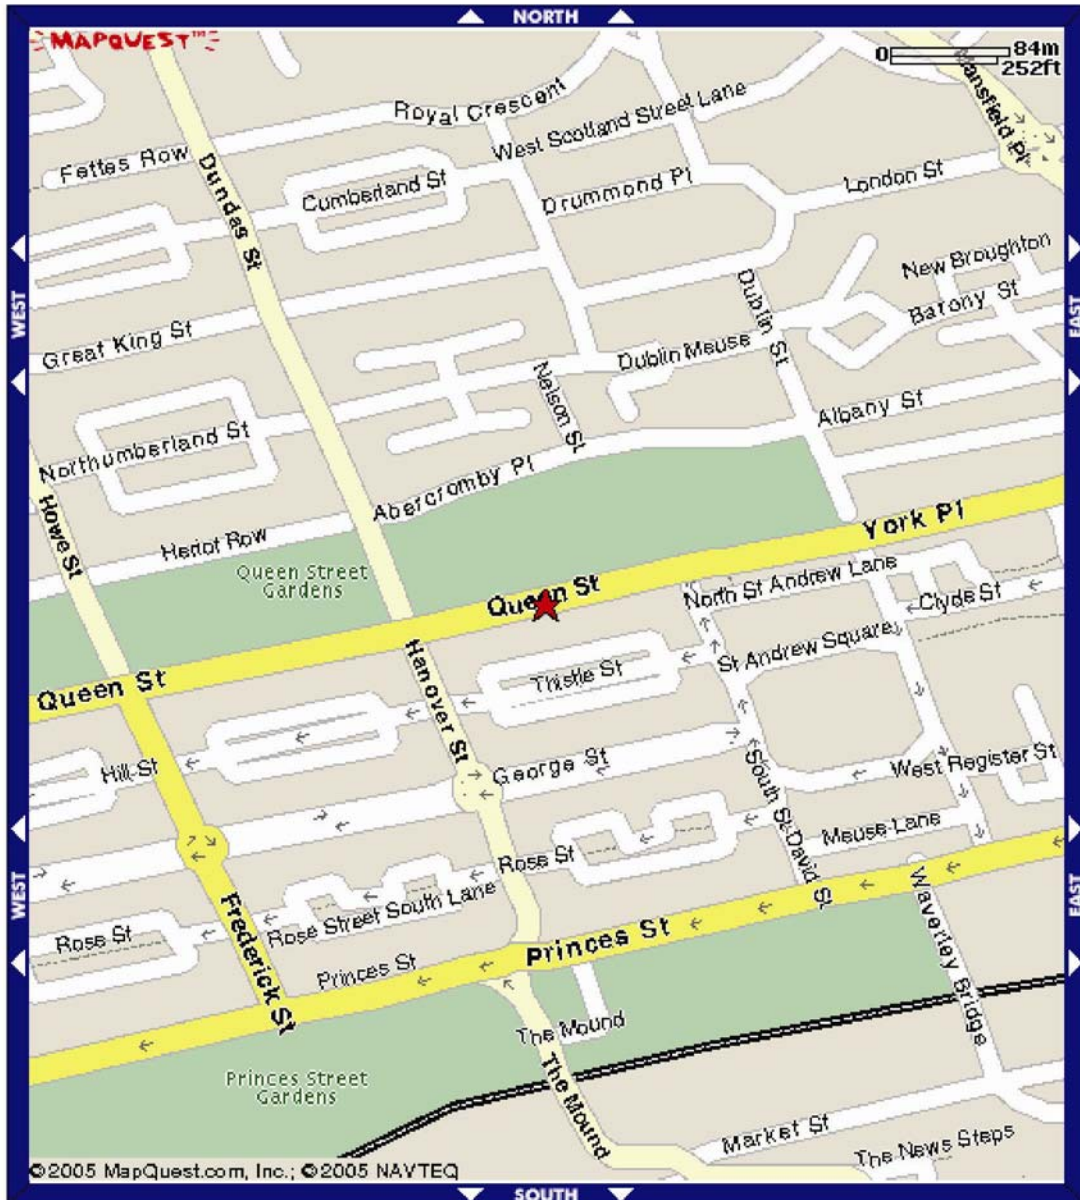 NORTH
MAPQUEST™
0 84m
252ft
Mansfield Pl
Royal Crescent
West Scotland Street Lane
Fettes Row
Dundas St
Cumberland St
Drummond Pl
London St
New Broughton
Dublin St
Barony St
WEST
EAST
Great King St
Dublin Meuse
Nelson St
Albany St
Northumberland St
Abercromby Pl
Howe St
Heriot Row
York Pl
Queen Street
Gardens
Queen St
North St Andrew Lane
Clyde St
Hanover St
Thistle St
St Andrew Square
Queen St
Hill St
George St
South St David St
West Register St
Meuse Lane
Rose St
WEST
EAST
Rose Street South Lane
Waverley Bridge
Frederick St
Rose St
Princes St
Princes St
The Mound
The Mound
Princes Street
Gardens
Market St
The News Steps
©2005 MapQuest.com, Inc.; ©2005 NAVTEQ
SOUTH